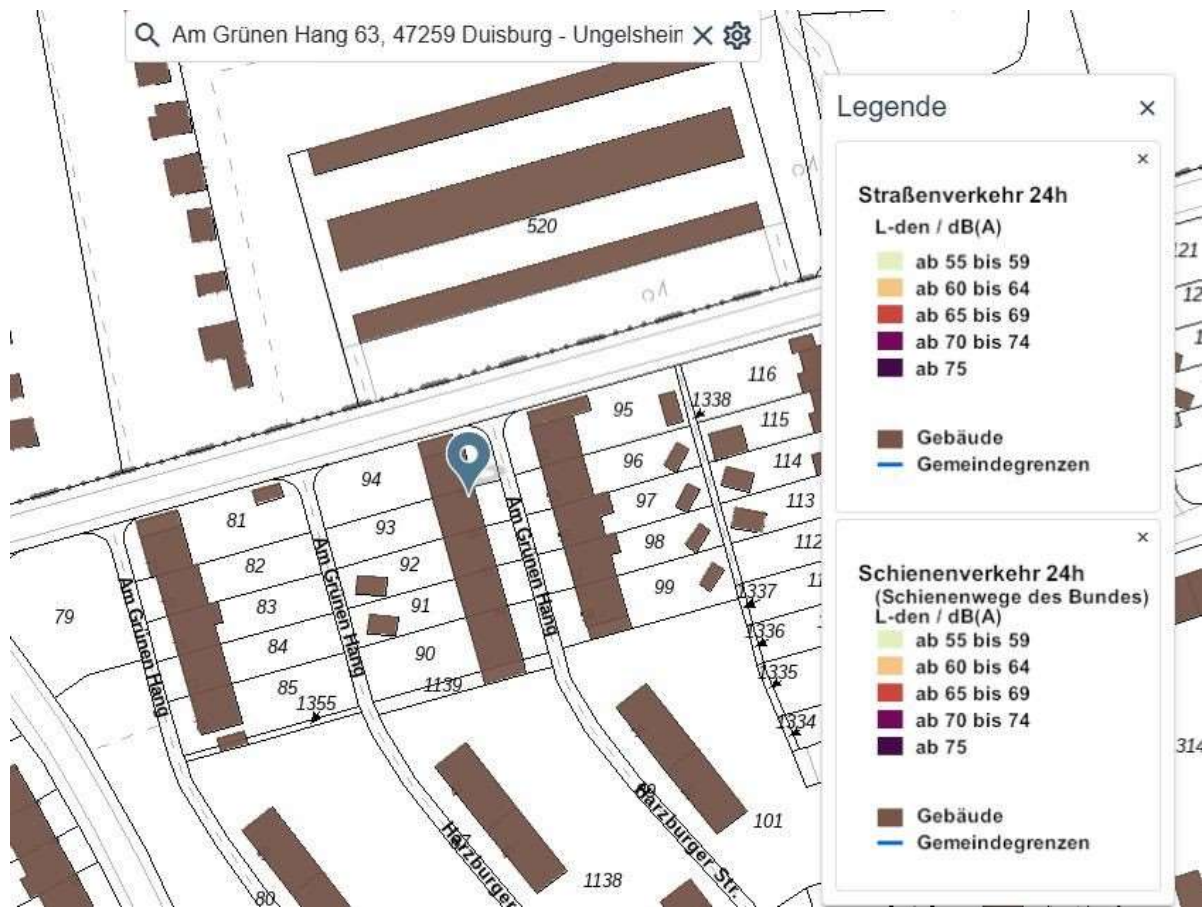 Am Grünen Hang 63, 47259 Duisburg - Ungelshein
Legende
Straßenverkehr 24h
L-den / dB(A)
ab 55 bis 59
ab 60 bis 64
ab 65 bis 69
ab 70 bis 74
ab 75
Gebäude
Gemeindegrenzen
Schienenverkehr 24h
(Schienenwege des Bundes)
L-den / dB(A)
ab 55 bis 59
ab 60 bis 64
ab 65 bis 69
ab 70 bis 74
ab 75
Gebäude
Gemeindegrenzen
520
116
1338
95
115
94
96
114
81
97
113
93
98
112
82
92
99
83
91
1337
79
84
90
1336
85
1139
1335
1355
1334
101
1138
80
314
121
Am Grünen Hang
Am Grünen Hang
Am Grünen Hang
Harzburger
Harzburger Str.